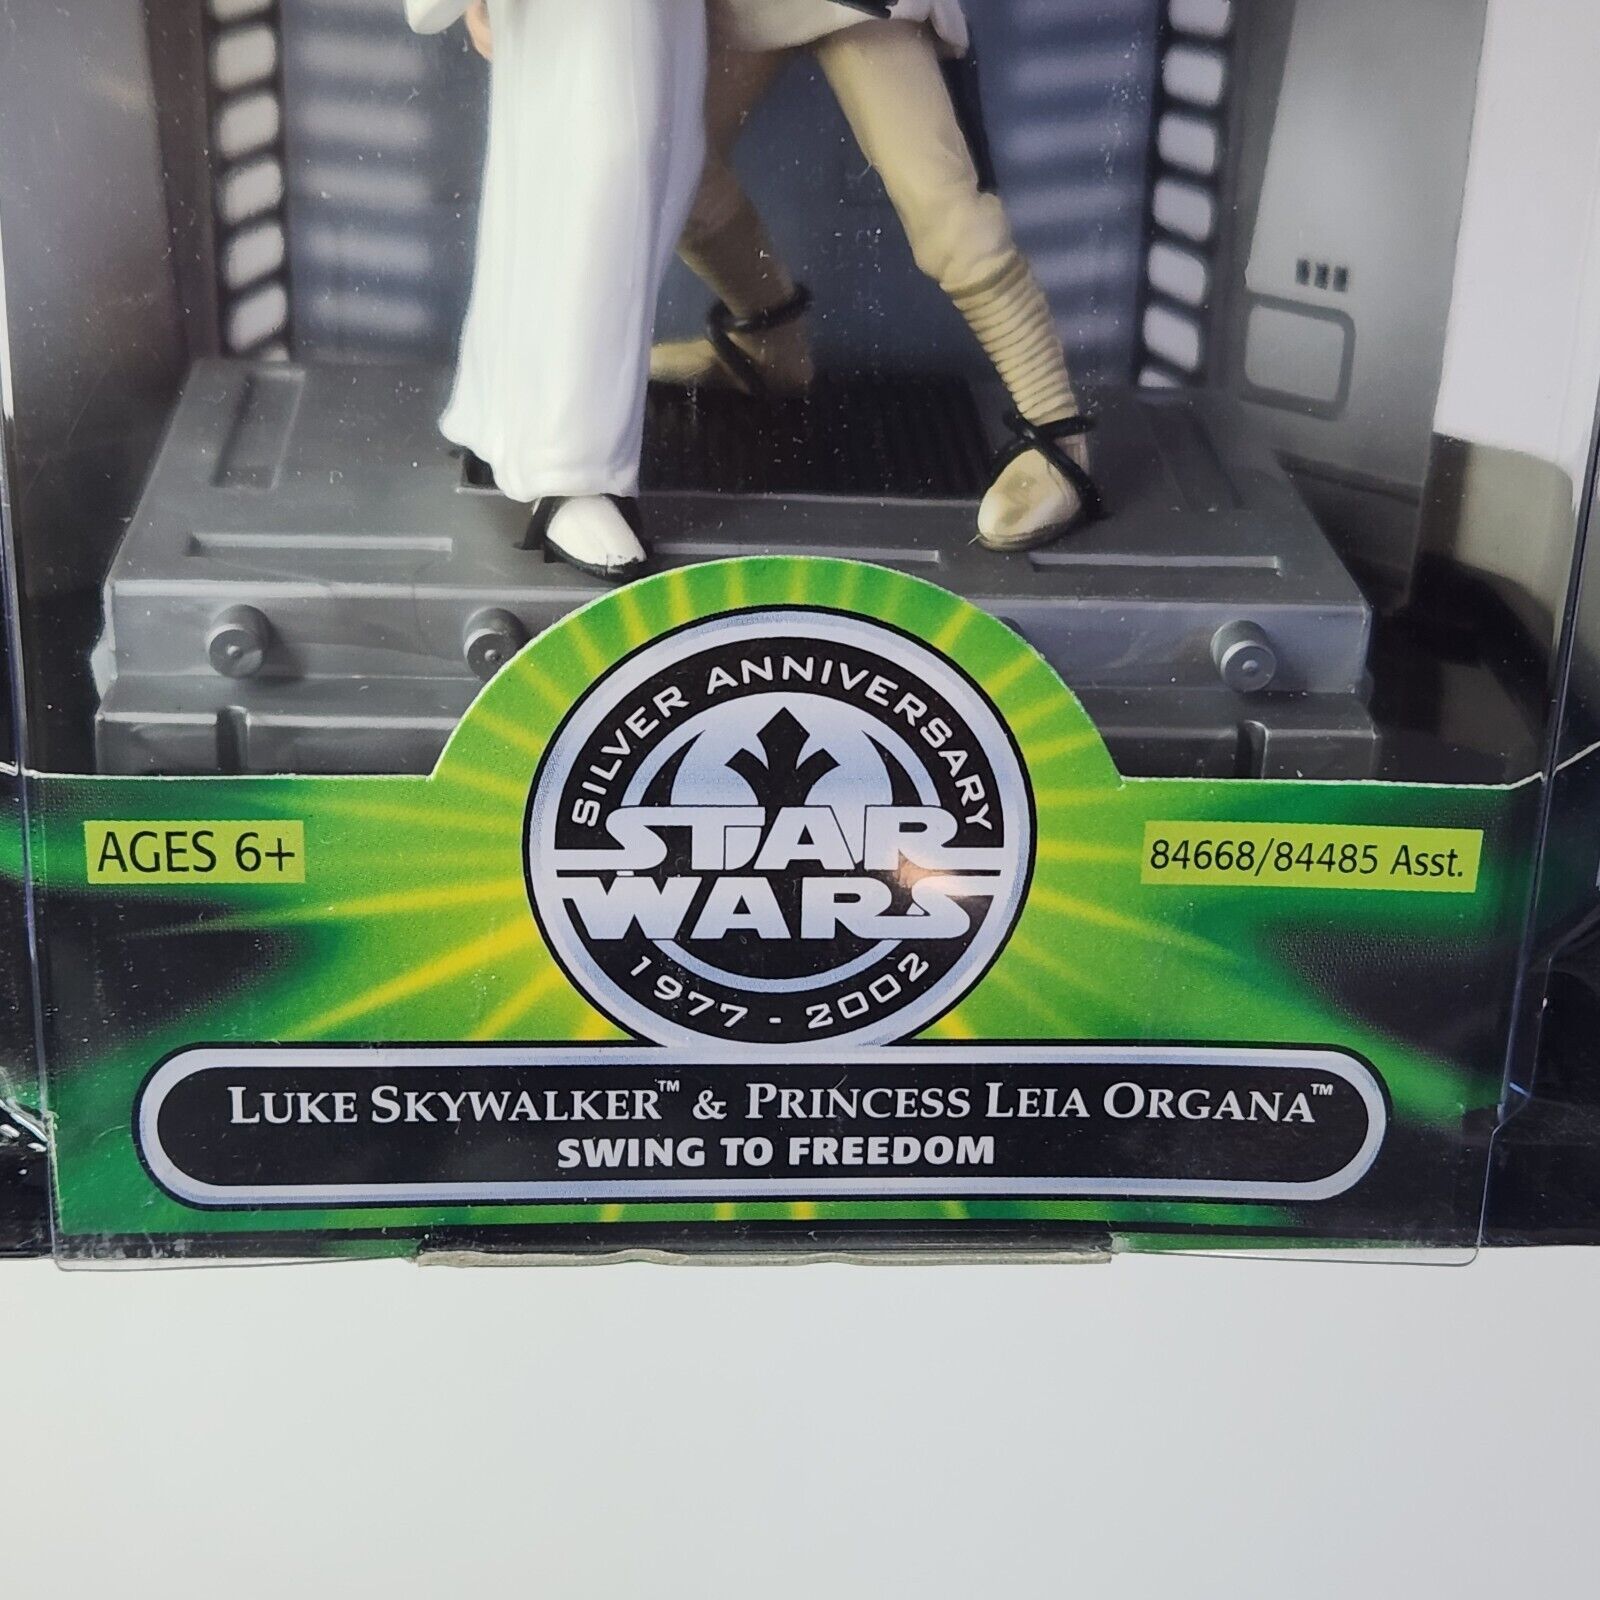 SILVER ANNIVERSARY
STAR
WARS
1977 - 2002
AGES 6+
84668/84485 Asst.
LUKE SKYWALKER™ & PRINCESS LEIA ORGANA™
SWING TO FREEDOM